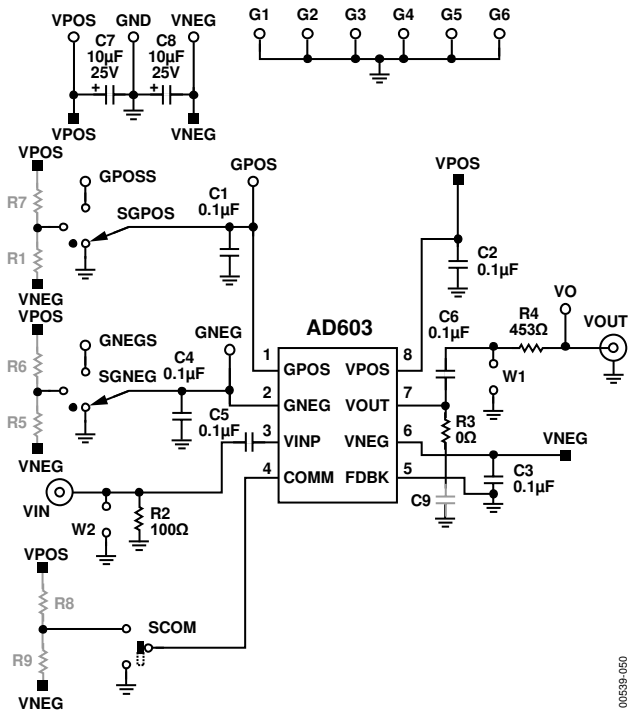 VPOS GND VNEG
C7
10µF
25V
C8
10µF
25V
+ +
VPOS VNEG
G1 G2 G3 G4 G5 G6
VPOS
R7
R1
VNEG
GPOSS
SGPOS
C1
0.1µF
GPOS
VPOS
C2
0.1µF
VPOS
R6
R5
VNEG
GNEGS
SGNEG
C4
0.1µF
GNEG
C5
0.1µF
AD603
1 GPOS VPOS 8
2 GNEG VOUT 7
3 VINP VNEG 6
4 COMM FDBK 5
C6
0.1µF
W1
R4
453Ω
VO
VOUT
R3
0Ω
C9
VNEG
C3
0.1µF
VIN
W2
R2
100Ω
VPOS
R8
R9
VNEG
SCOM
00539-050